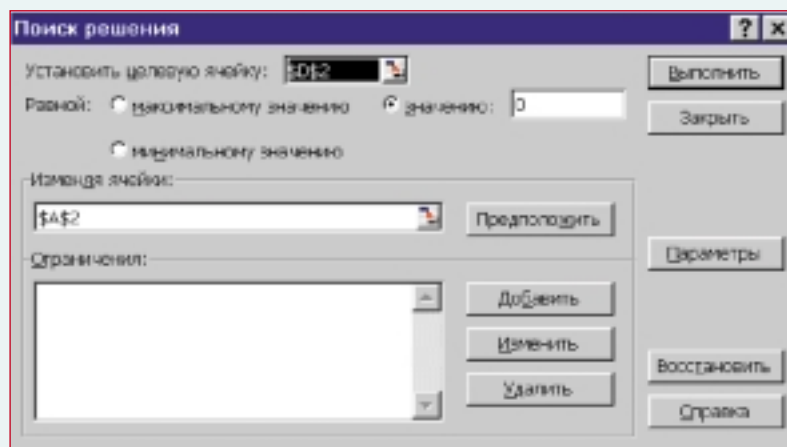 Поиск решения
Установить целевую ячейку: $D$2
Равной: максимальному значению значению: 0
минимальному значению
Изменяя ячейки:
$A$2
Предположить
Ограничения:
Добавить
Изменить
Удалить
Выполнить
Закрыть
Параметры
Восстановить
Справка